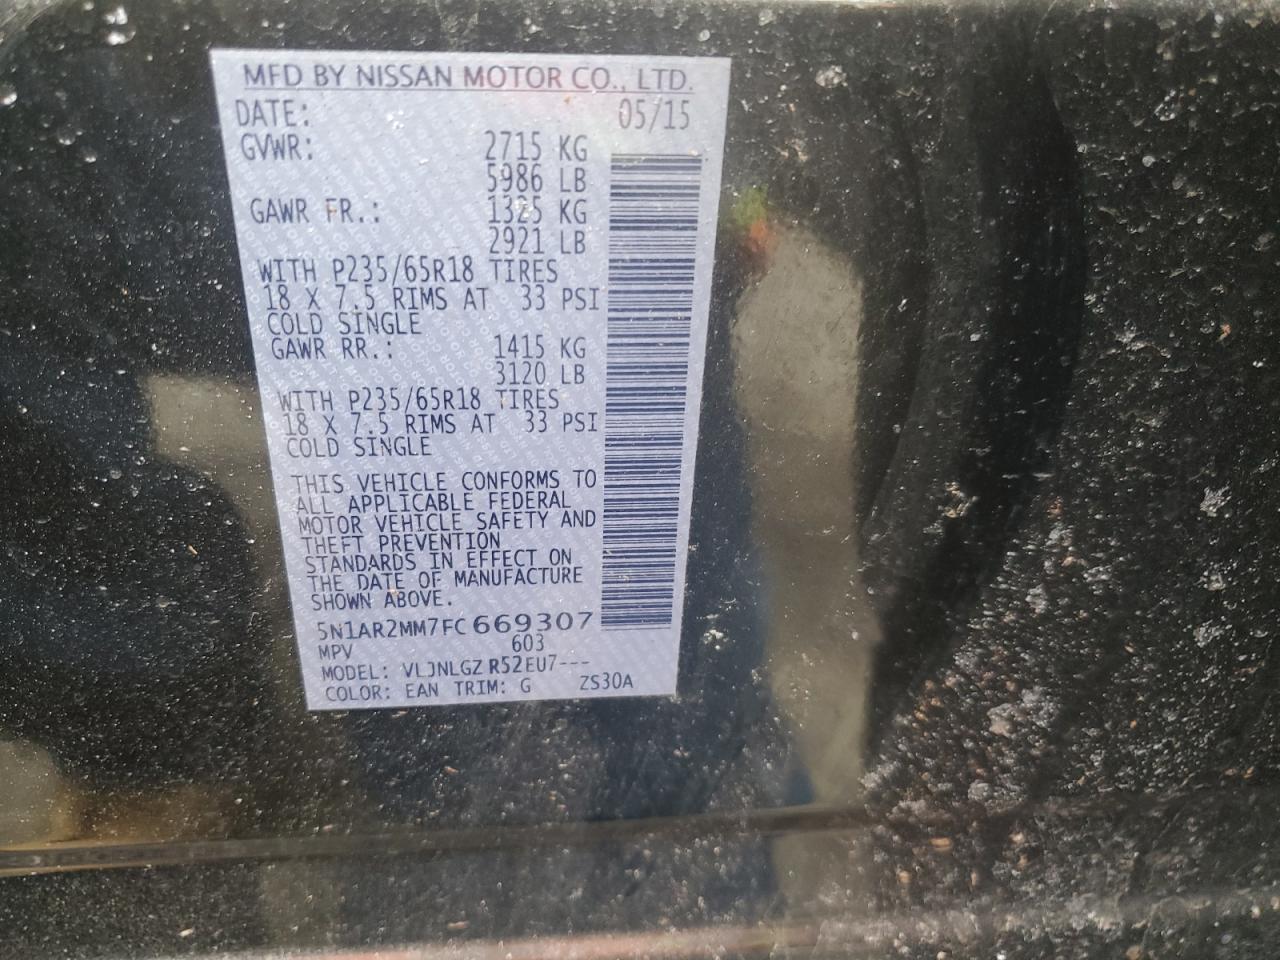 MFD BY NISSAN MOTOR CO., LTD.
DATE: 05/15
GVWR: 2715 KG
5986 LB
GAWR FR.: 1325 KG
2921 LB
WITH P235/65R18 TIRES
18 X 7.5 RIMS AT 33 PSI
COLD SINGLE
GAWR RR.: 1415 KG
3120 LB
WITH P235/65R18 TIRES
18 X 7.5 RIMS AT 33 PSI
COLD SINGLE
THIS VEHICLE CONFORMS TO
ALL APPLICABLE FEDERAL
MOTOR VEHICLE SAFETY AND
THEFT PREVENTION
STANDARDS IN EFFECT ON
THE DATE OF MANUFACTURE
SHOWN ABOVE.
5N1AR2MM7FC669307
MPV 603
MODEL: VLJNLGZ R52EU7---
COLOR: EAN TRIM: G ZS30A